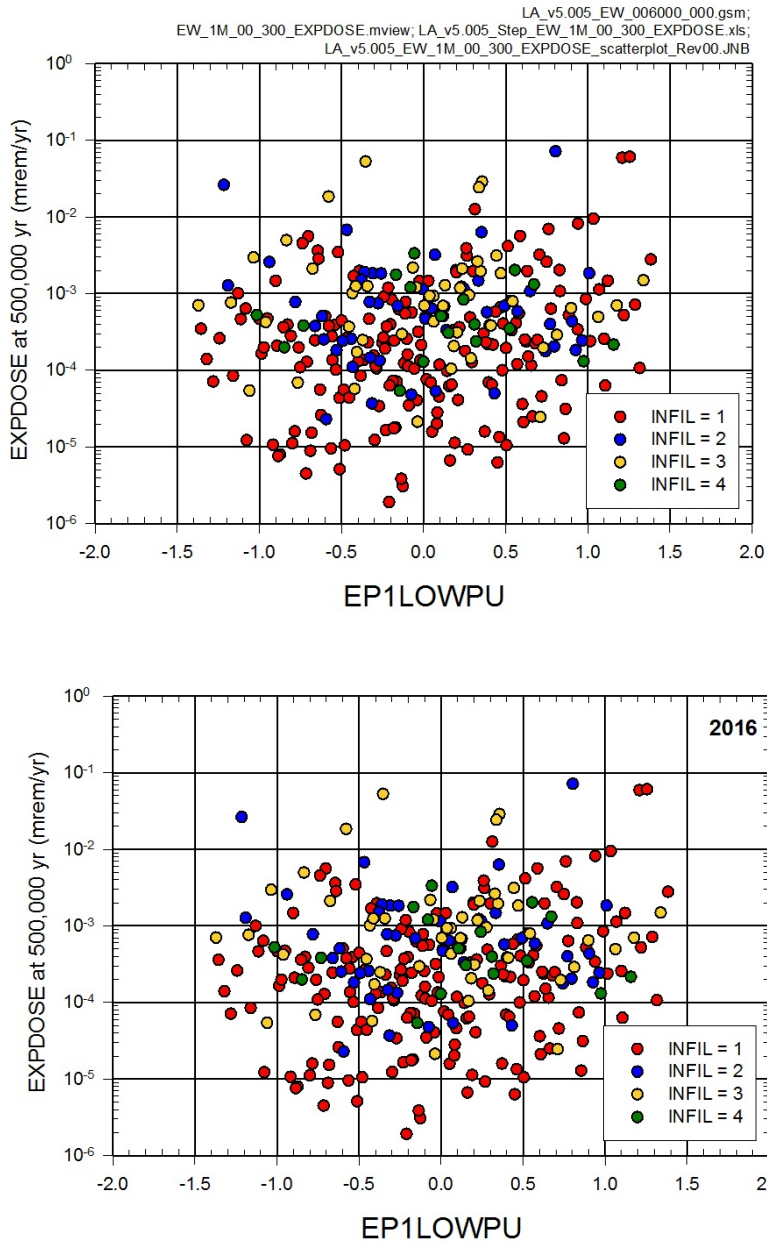 LA_v5.005_EW_006000_000.gsm;
EW_1M_00_300_EXPDOSE.mview; LA_v5.005_Step_EW_1M_00_300_EXPDOSE.xls;
LA_v5.005_EW_1M_00_300_EXPDOSE_scatterplot_Rev00.JNB
EXPDOSE at 500,000 yr (mrem/yr)
10⁰
10⁻¹
10⁻²
10⁻³
10⁻⁴
10⁻⁵
10⁻⁶
INFIL = 1
INFIL = 2
INFIL = 3
INFIL = 4
-2.0 -1.5 -1.0 -0.5 0.0 0.5 1.0 1.5 2.0
EP1LOWPU
2016
EXPDOSE at 500,000 yr (mrem/yr)
10⁰
10⁻¹
10⁻²
10⁻³
10⁻⁴
10⁻⁵
10⁻⁶
INFIL = 1
INFIL = 2
INFIL = 3
INFIL = 4
-2.0 -1.5 -1.0 -0.5 0.0 0.5 1.0 1.5
EP1LOWPU